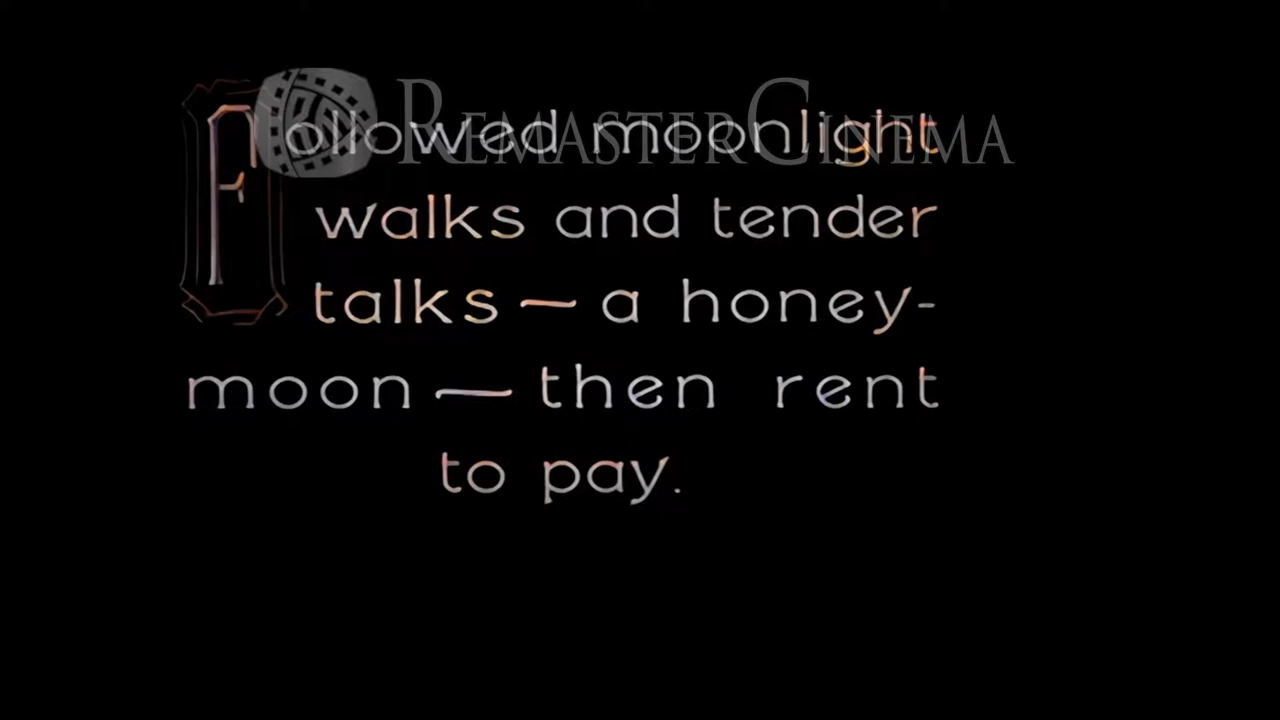 REMASTERCINEMA
Followed moonlight
walks and tender
talks — a honey-
moon — then rent
to pay.